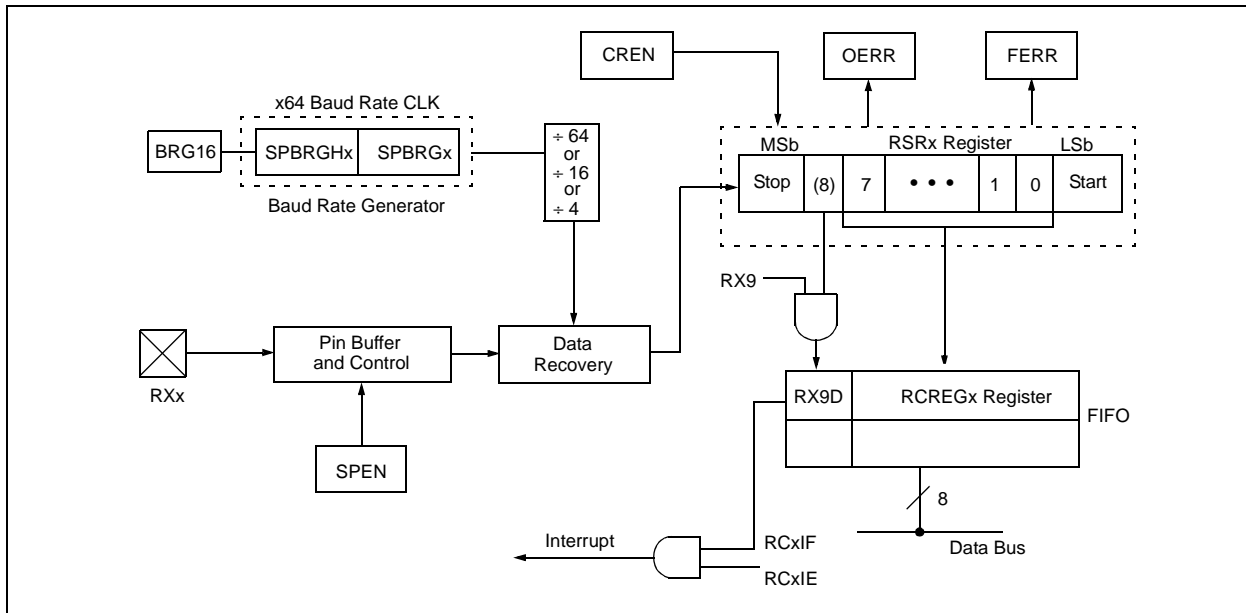 CREN
OERR
FERR
x64 Baud Rate CLK
BRG16
SPBRGHx
SPBRGx
Baud Rate Generator
÷ 64
or
÷ 16
or
÷ 4
MSb
RSRx Register
LSb
Stop
(8)
7
• • •
1
0
Start
RX9
RXx
Pin Buffer
and Control
Data
Recovery
SPEN
RX9D
RCREGx Register
FIFO
8
Data Bus
Interrupt
RCxIF
RCxIE